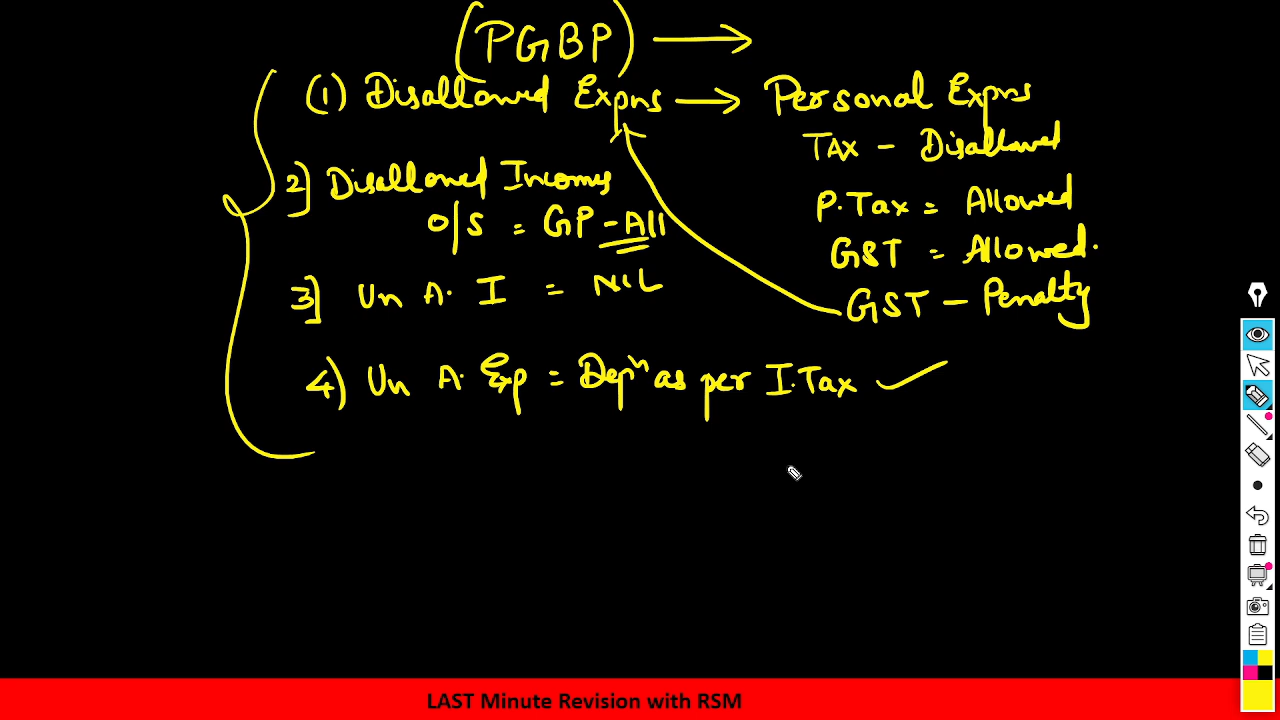 (PGBP) →
(1) Disallowed Expns → Personal Expns
TAX - Disallowed
2] Disallowed Incomes
P.Tax = Allowed
O/S = GP - All
GST = Allowed.
3] Un A. I = NIL
GST - Penalty
4) Un A. Exp = Depⁿ as per I.Tax ✓
LAST Minute Revision with RSM